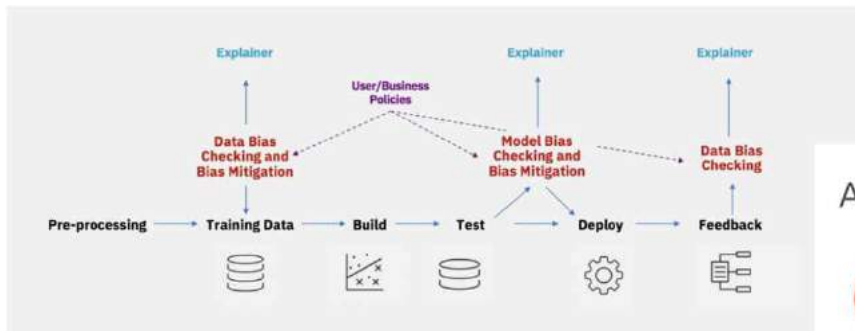 Explainer
Explainer
Explainer
User/Business
Policies
Data Bias
Checking and
Bias Mitigation
Model Bias
Checking and
Bias Mitigation
Data Bias
Checking
Pre-processing
Training Data
Build
Test
Deploy
Feedback
A